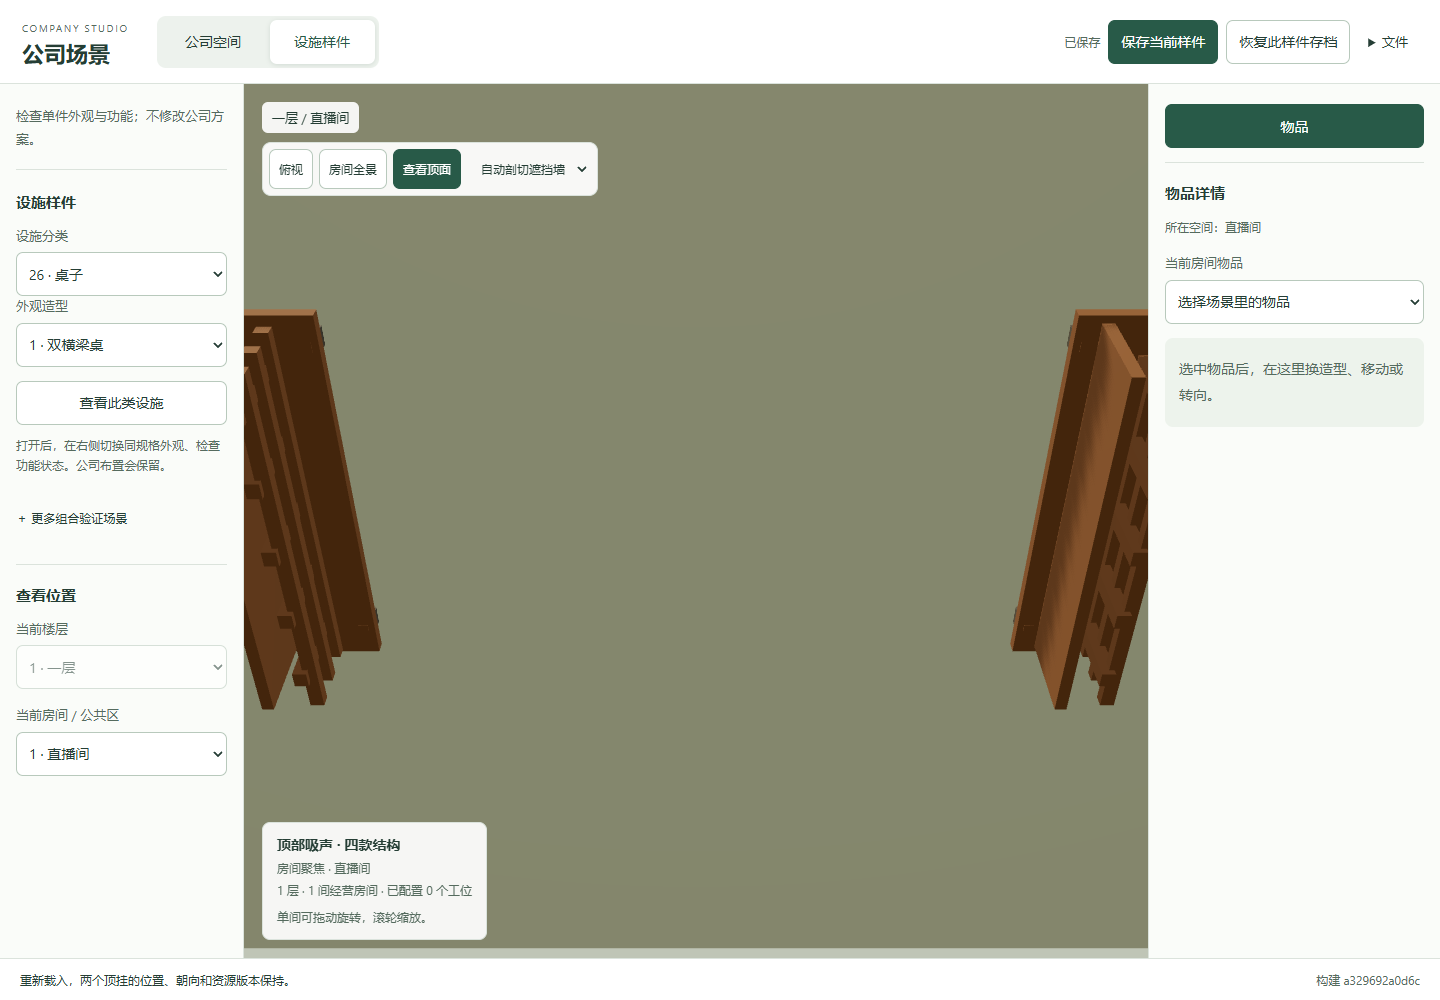 COMPANY STUDIO
公司场景
公司空间
设施样件
已保存
保存当前样件
恢复此样件存档
▶ 文件
检查单件外观与功能；不修改公司方
案。
设施样件
设施分类
26 · 桌子
外观造型
1 · 双横梁桌
查看此类设施
打开后，在右侧切换同规格外观、检查
功能状态。公司布置会保留。
+ 更多组合验证场景
查看位置
当前楼层
1 · 一层
当前房间 / 公共区
1 · 直播间
一层 / 直播间
俯视
房间全景
查看顶面
自动剖切遮挡墙
顶部吸声 · 四款结构
房间聚焦 · 直播间
1 层 · 1 间经营房间 · 已配置 0 个工位
单间可拖动旋转，滚轮缩放。
物品
物品详情
所在空间：直播间
当前房间物品
选择场景里的物品
选中物品后，在这里换造型、移动或
转向。
重新载入，两个顶挂的位置、朝向和资源版本保持。
构建 a329692a0d6c